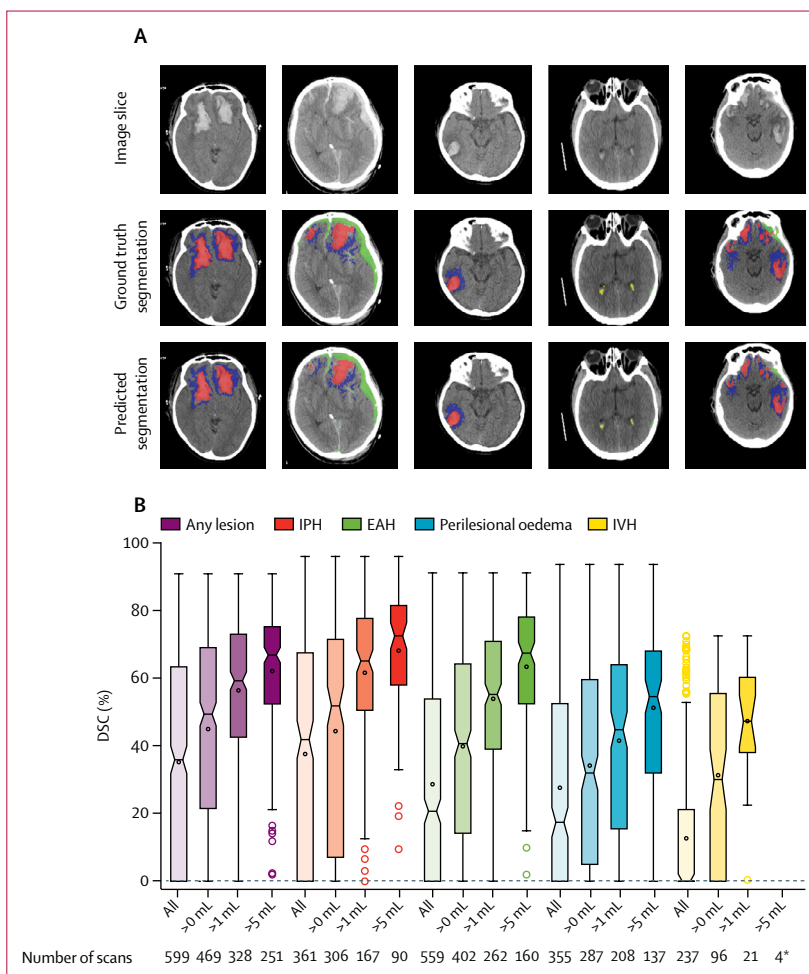 A
Image slice
Ground truth
segmentation
Predicted
segmentation
B
Any lesion IPH EAH Perilesional oedema IVH
100
80
60
40
20
0
DSC (%)
All >0 mL >1 mL >5 mL All >0 mL >1 mL >5 mL All >0 mL >1 mL >5 mL All >0 mL >1 mL >5 mL All >0 mL >1 mL >5 mL
Number of scans 599 469 328 251 361 306 167 90 559 402 262 160 355 287 208 137 237 96 21 4*